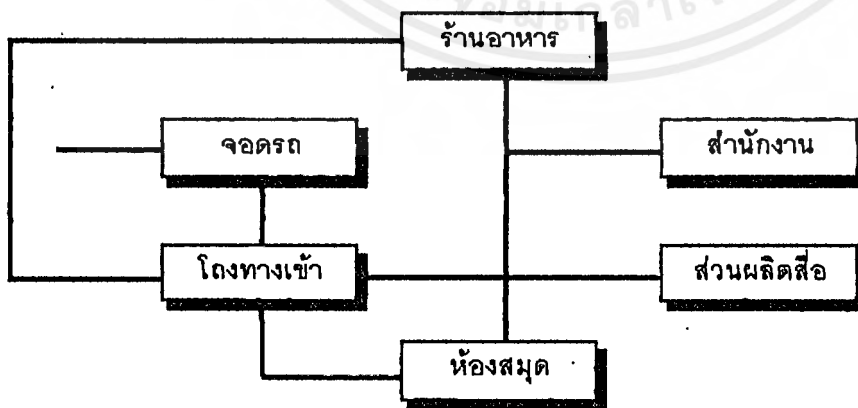 ร้านอาหาร
จอดรถ
สำนักงาน
โถงทางเข้า
ส่วนผลิตสื่อ
ห้องสมุด